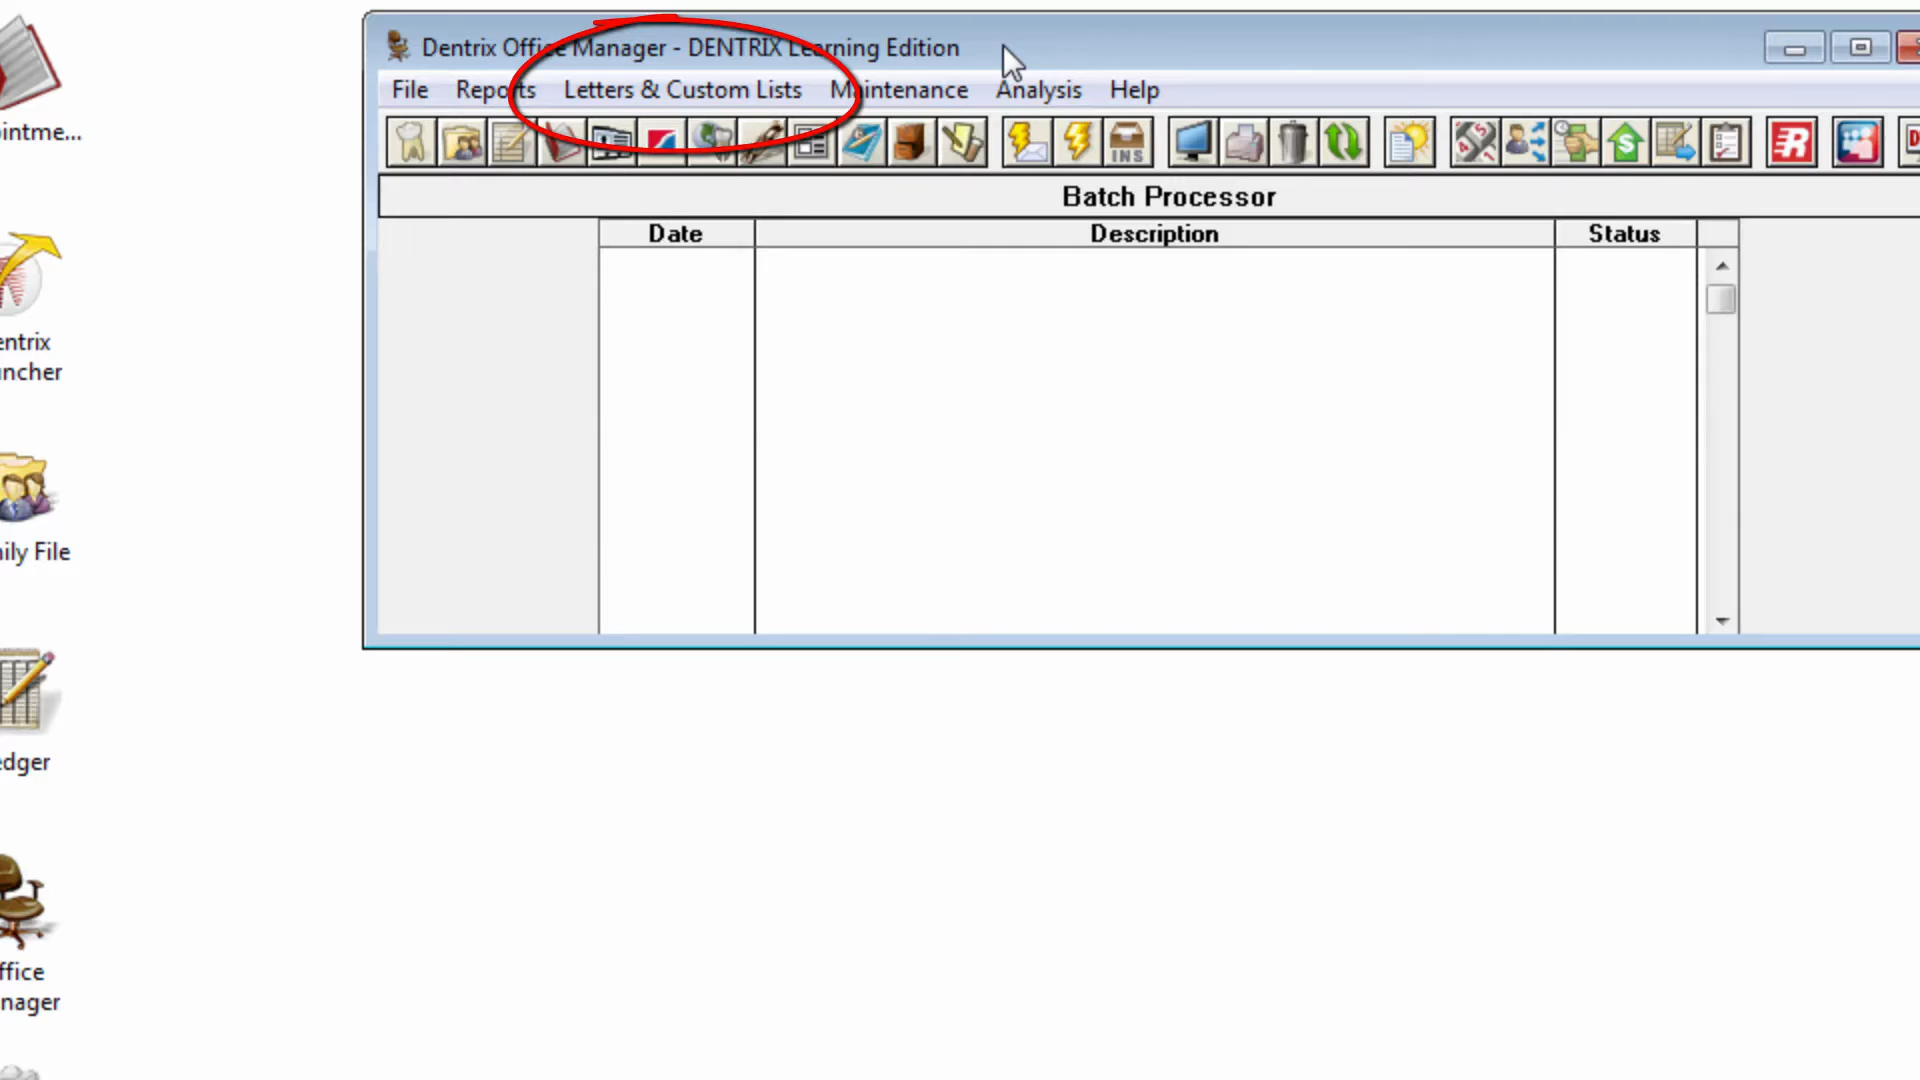 Dentrix Office Manager - DENTRIX Learning Edition
File Reports Letters & Custom Lists Maintenance Analysis Help
INS
Batch Processor
Date Description Status
intme...
entrix
ncher
ily File
edger
ffice
nager